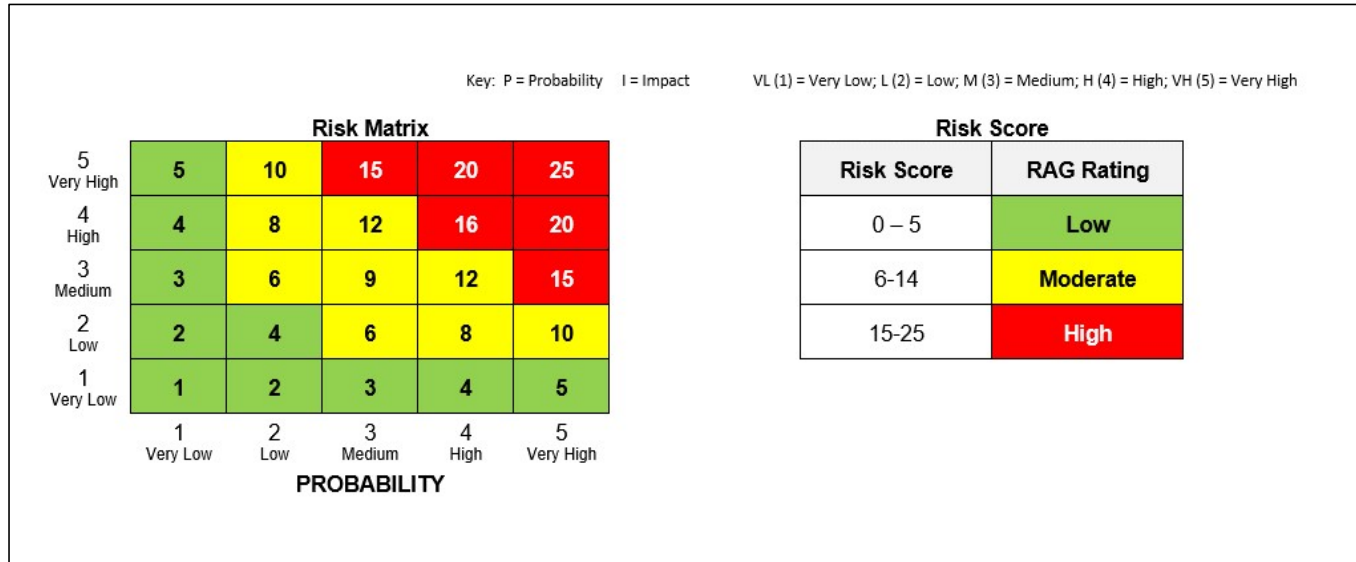 Key: P = Probability I = Impact VL (1) = Very Low; L (2) = Low; M (3) = Medium; H (4) = High; VH (5) = Very High
Risk Matrix
5
Very High
5 10 15 20 25
4
High
4 8 12 16 20
3
Medium
3 6 9 12 15
2
Low
2 4 6 8 10
1
Very Low
1 2 3 4 5
1 2 3 4 5
Very Low Low Medium High Very High
PROBABILITY
Risk Score
Risk Score RAG Rating
0 – 5 Low
6-14 Moderate
15-25 High